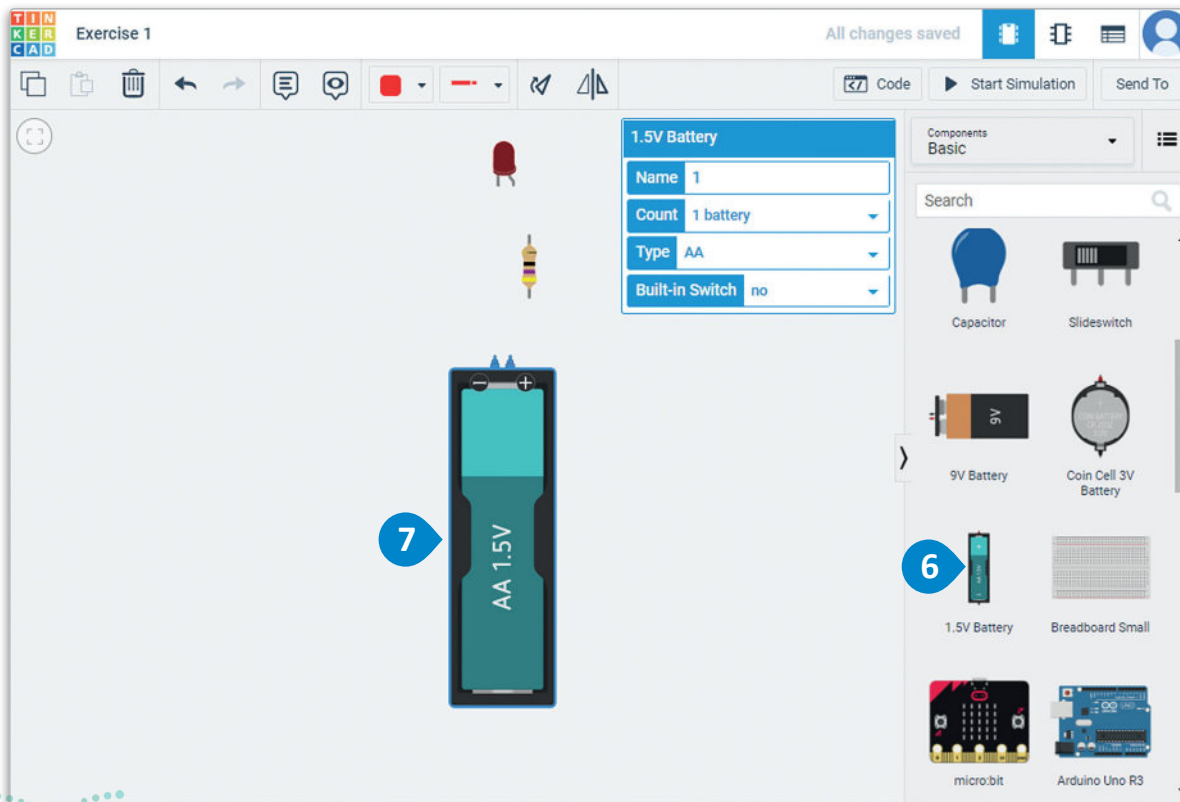 TIN
KER
CAD
Exercise 1
All changes saved
Code
Start Simulation
Send To
1.5V Battery
Name 1
Count 1 battery
Type AA
Built-in Switch no
Components
Basic
Search
Capacitor
Slideswitch
9V
9V Battery
Coin Cell 3V
Battery
AA 1.5V
7
6
1.5V Battery
Breadboard Small
micro:bit
Arduino Uno R3